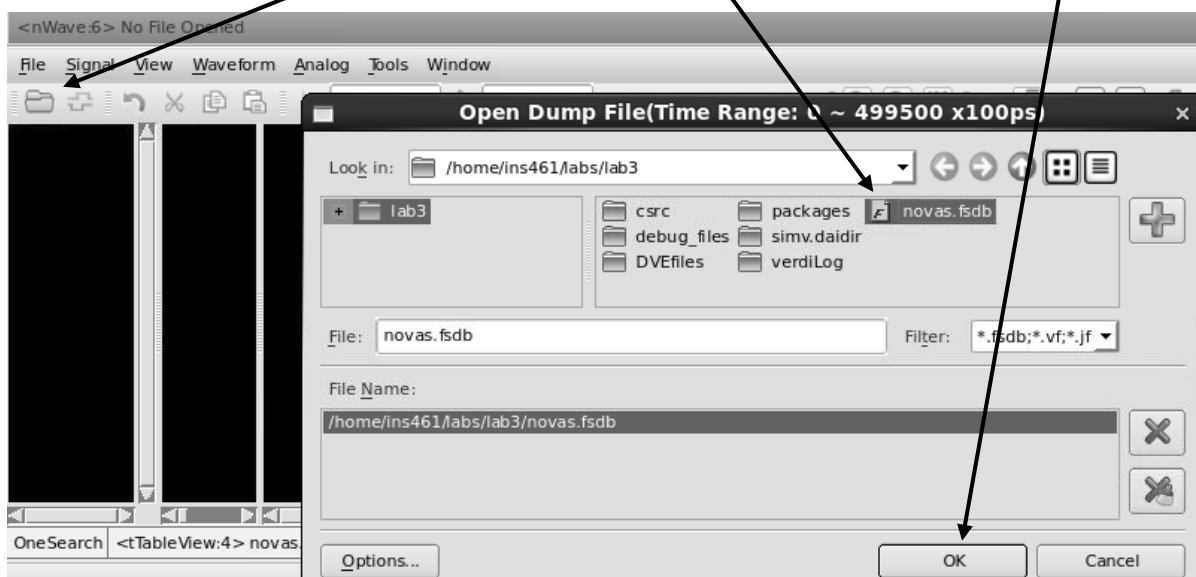 <nWave:6> No File Opened
File Signal View Waveform Analog Tools Window
Open Dump File(Time Range: 0 ~ 499500 x100ps)
Look in: /home/ins461/labs/lab3
+ lab3
csrc packages novas.fsdb
debug_files simv.daidir
DVEfiles verdiLog
File: novas.fsdb Filter: *.fsdb;*.vf;*.jf
File Name:
/home/ins461/labs/lab3/novas.fsdb
OneSearch <tTableView:4> novas.
Options... OK Cancel